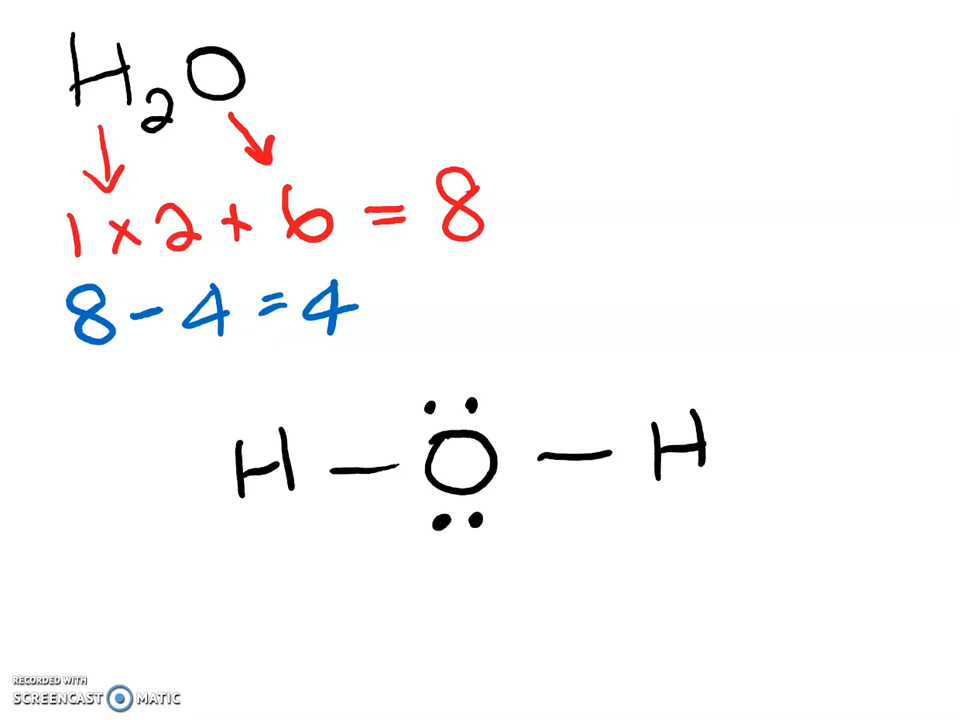 H₂O
1 × 2 + 6 = 8
8 - 4 = 4
H — O — H
RECORDED WITH
SCREENCAST MATIC